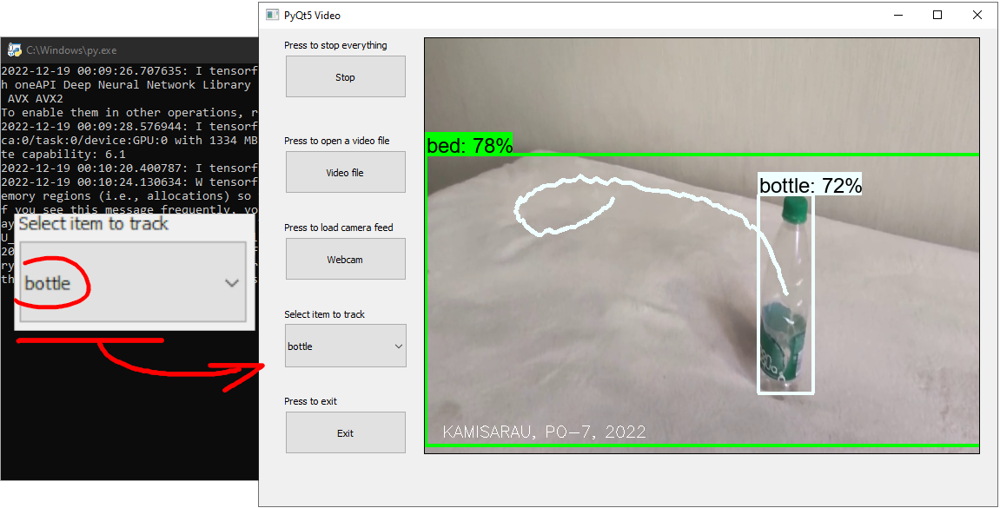 PyQt5 Video
C:\Windows\py.exe
2022-12-19 00:09:26.707635: I tensorf
h oneAPI Deep Neural Network Library
AVX AVX2
To enable them in other operations, r
2022-12-19 00:09:28.576944: I tensorf
ca:0/task:0/device:GPU:0 with 1334 MB
te capability: 6.1
2022-12-19 00:10:20.400787: I tensorf
2022-12-19 00:10:24.130634: W tensorf
emory regions (i.e., allocations) so
f you see this message frequently, yo
ay
U_
20
ry
th
Select item to track
bottle
Press to stop everything
Stop
Press to open a video file
Video file
Press to load camera feed
Webcam
Select item to track
bottle
Press to exit
Exit
bed: 78%
bottle: 72%
KAMISARAU, PO-7, 2022